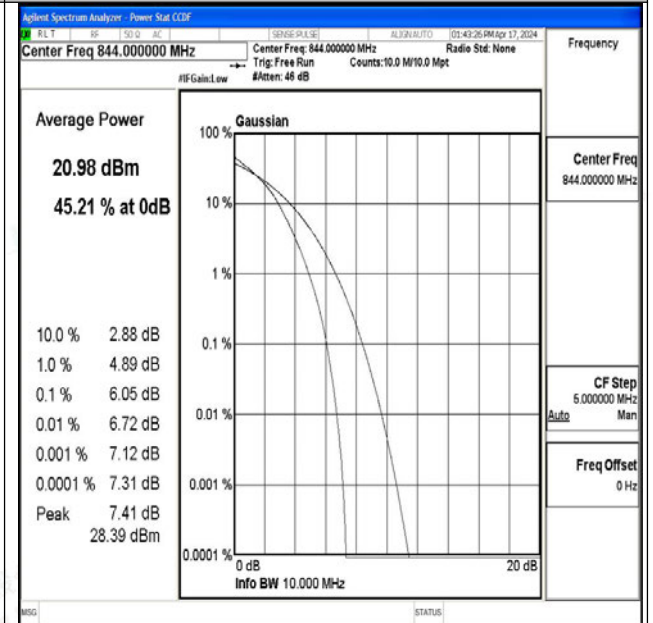 Agilent Spectrum Analyzer - Power Stat CCDF
RLT RF 50 Ω AC SENSE:PULSE ALIGN AUTO 01:43:26 PM Apr 17, 2024
Center Freq 844.000000 MHz
Center Freq: 844.000000 MHz Radio Std: None
Trig: Free Run Counts:10.0 M/10.0 Mpt
#IFGain:Low #Atten: 46 dB
Frequency
Average Power
20.98 dBm
45.21 % at 0dB
10.0 % 2.88 dB
1.0 % 4.89 dB
0.1 % 6.05 dB
0.01 % 6.72 dB
0.001 % 7.12 dB
0.0001 % 7.31 dB
Peak 7.41 dB
28.39 dBm
Gaussian
100 %
10 %
1 %
0.1 %
0.01 %
0.001 %
0.0001 %
0 dB 20 dB
Info BW 10.000 MHz
Center Freq
844.000000 MHz
CF Step
5.000000 MHz
Auto Man
Freq Offset
0 Hz
MSG STATUS